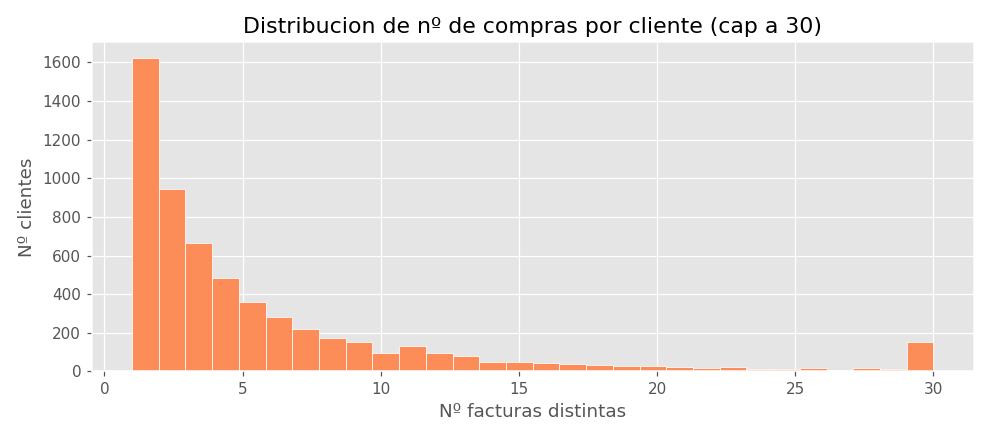 Distribucion de nº de compras por cliente (cap a 30)
1600
1400
1200
1000
800
600
400
200
0
Nº clientes
0 5 10 15 20 25 30
Nº facturas distintas